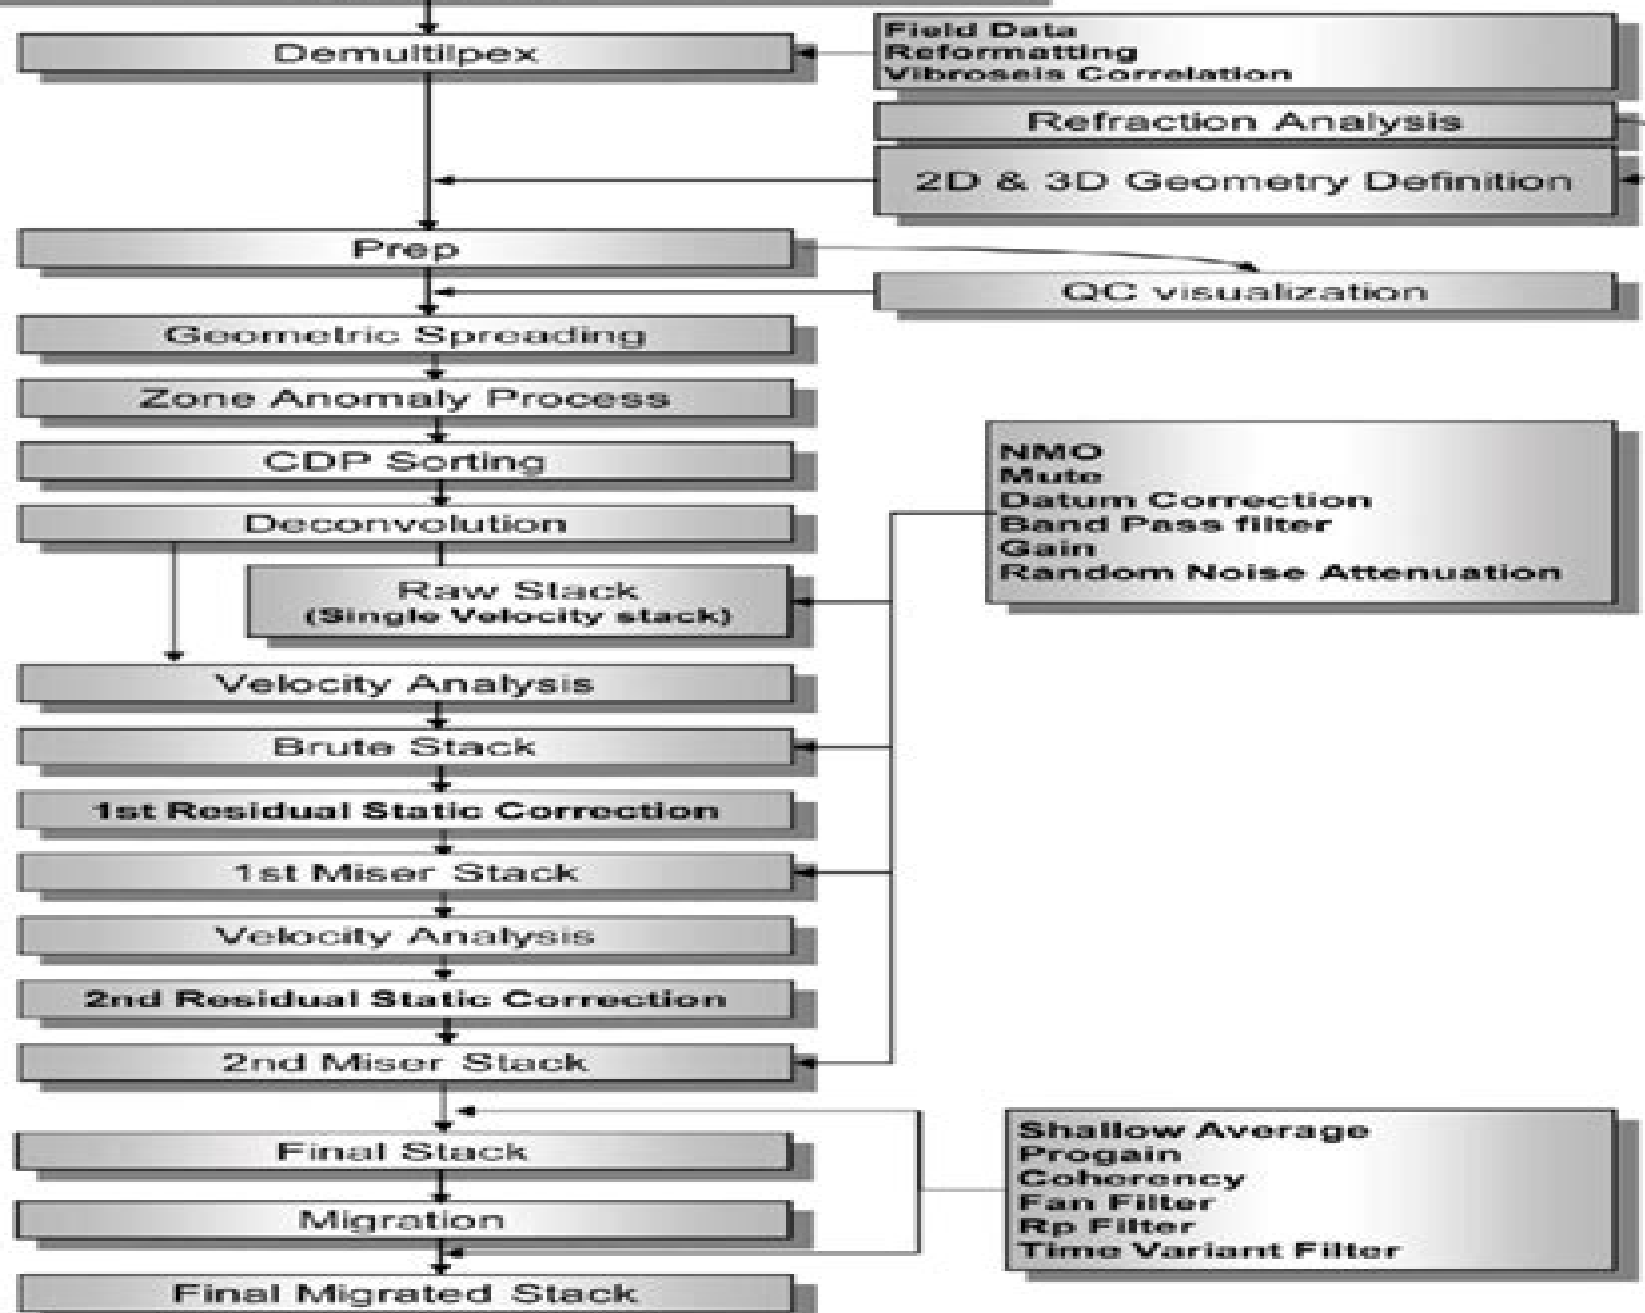 Demultilpex
Field Data
Reformatting
Vibroseis Correlation
Refraction Analysis
2D & 3D Geometry Definition
Prep
QC visualization
Geometric Spreading
Zone Anomaly Process
CDP Sorting
Deconvolution
NMO
Mute
Datum Correction
Band Pass filter
Gain
Random Noise Attenuation
Raw Stack
(Single Velocity stack)
Velocity Analysis
Brute Stack
1st Residual Static Correction
1st Miser Stack
Velocity Analysis
2nd Residual Static Correction
2nd Miser Stack
Final Stack
Migration
Shallow Average
Progain
Coherency
Fan Filter
Rp Filter
Time Variant Filter
Final Migrated Stack